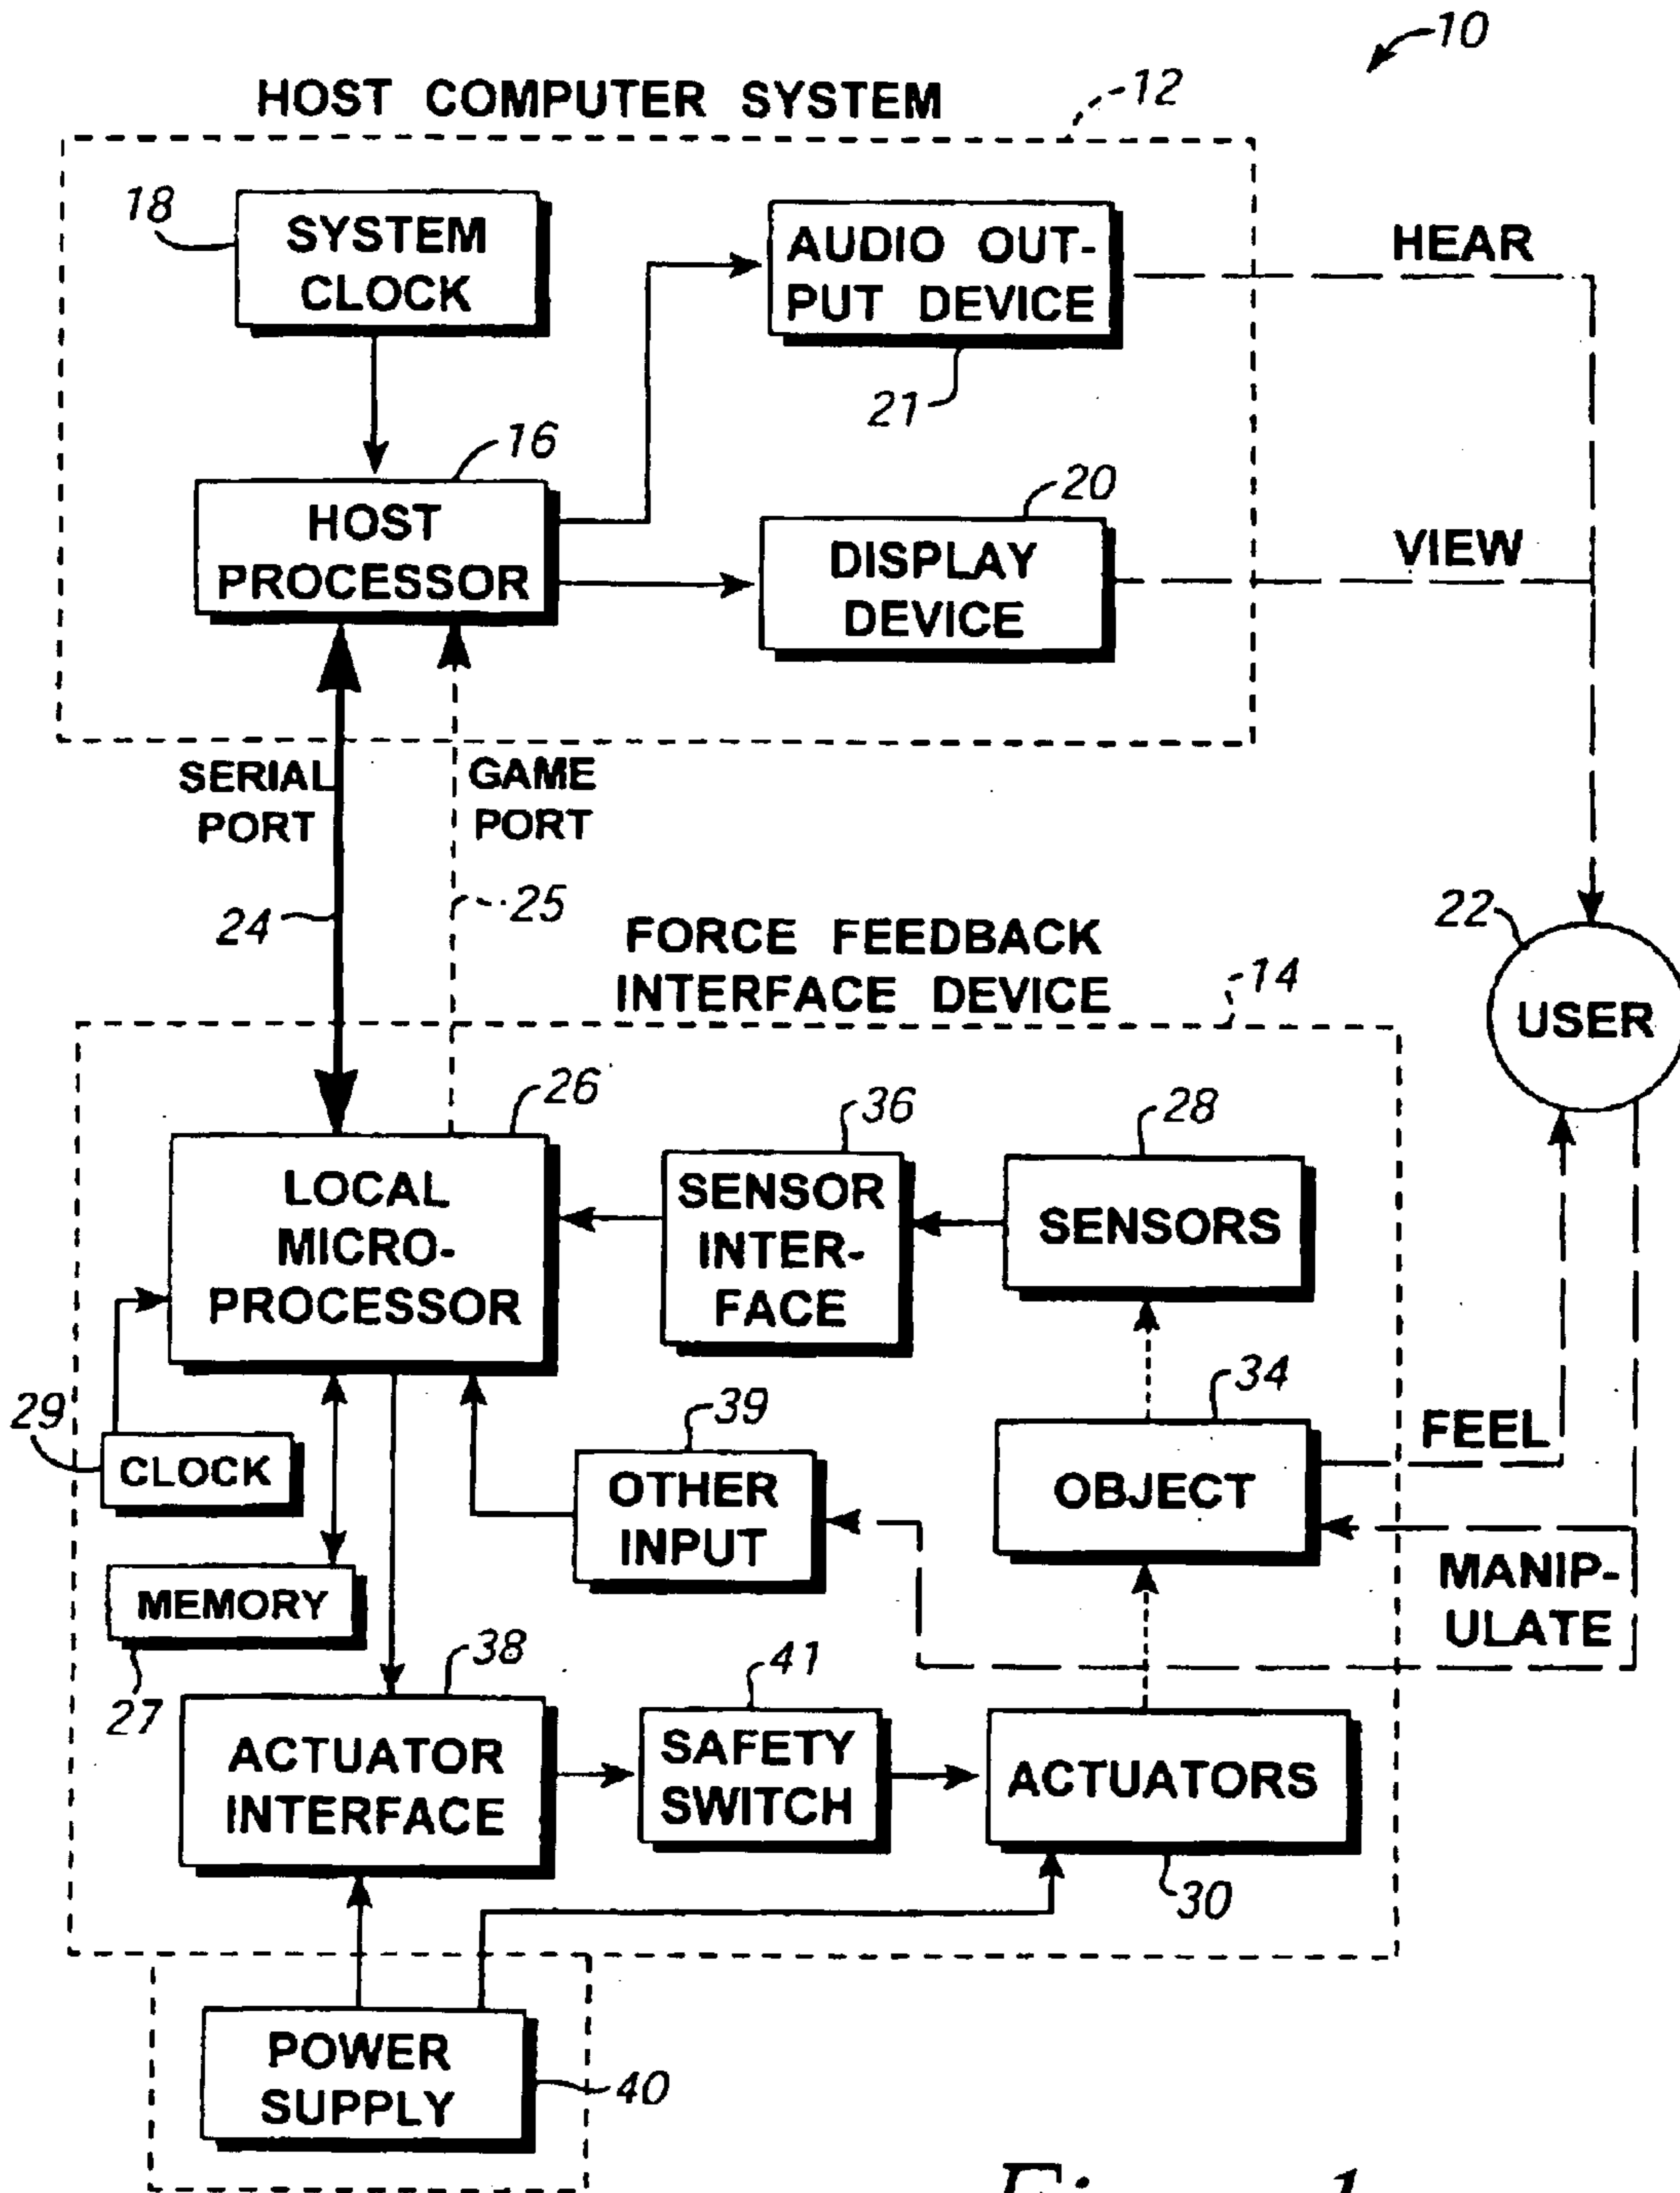 10
HOST COMPUTER SYSTEM
12
18
SYSTEM
CLOCK
AUDIO OUT-
PUT DEVICE
21
HEAR
16
HOST
PROCESSOR
20
DISPLAY
DEVICE
VIEW
SERIAL
PORT
GAME
PORT
24
25
FORCE FEEDBACK
INTERFACE DEVICE
14
22
USER
26
LOCAL
MICRO-
PROCESSOR
36
SENSOR
INTER-
FACE
28
SENSORS
29
CLOCK
39
OTHER
INPUT
34
OBJECT
FEEL
MANIP-
ULATE
MEMORY
27
38
ACTUATOR
INTERFACE
41
SAFETY
SWITCH
ACTUATORS
30
POWER
SUPPLY
40